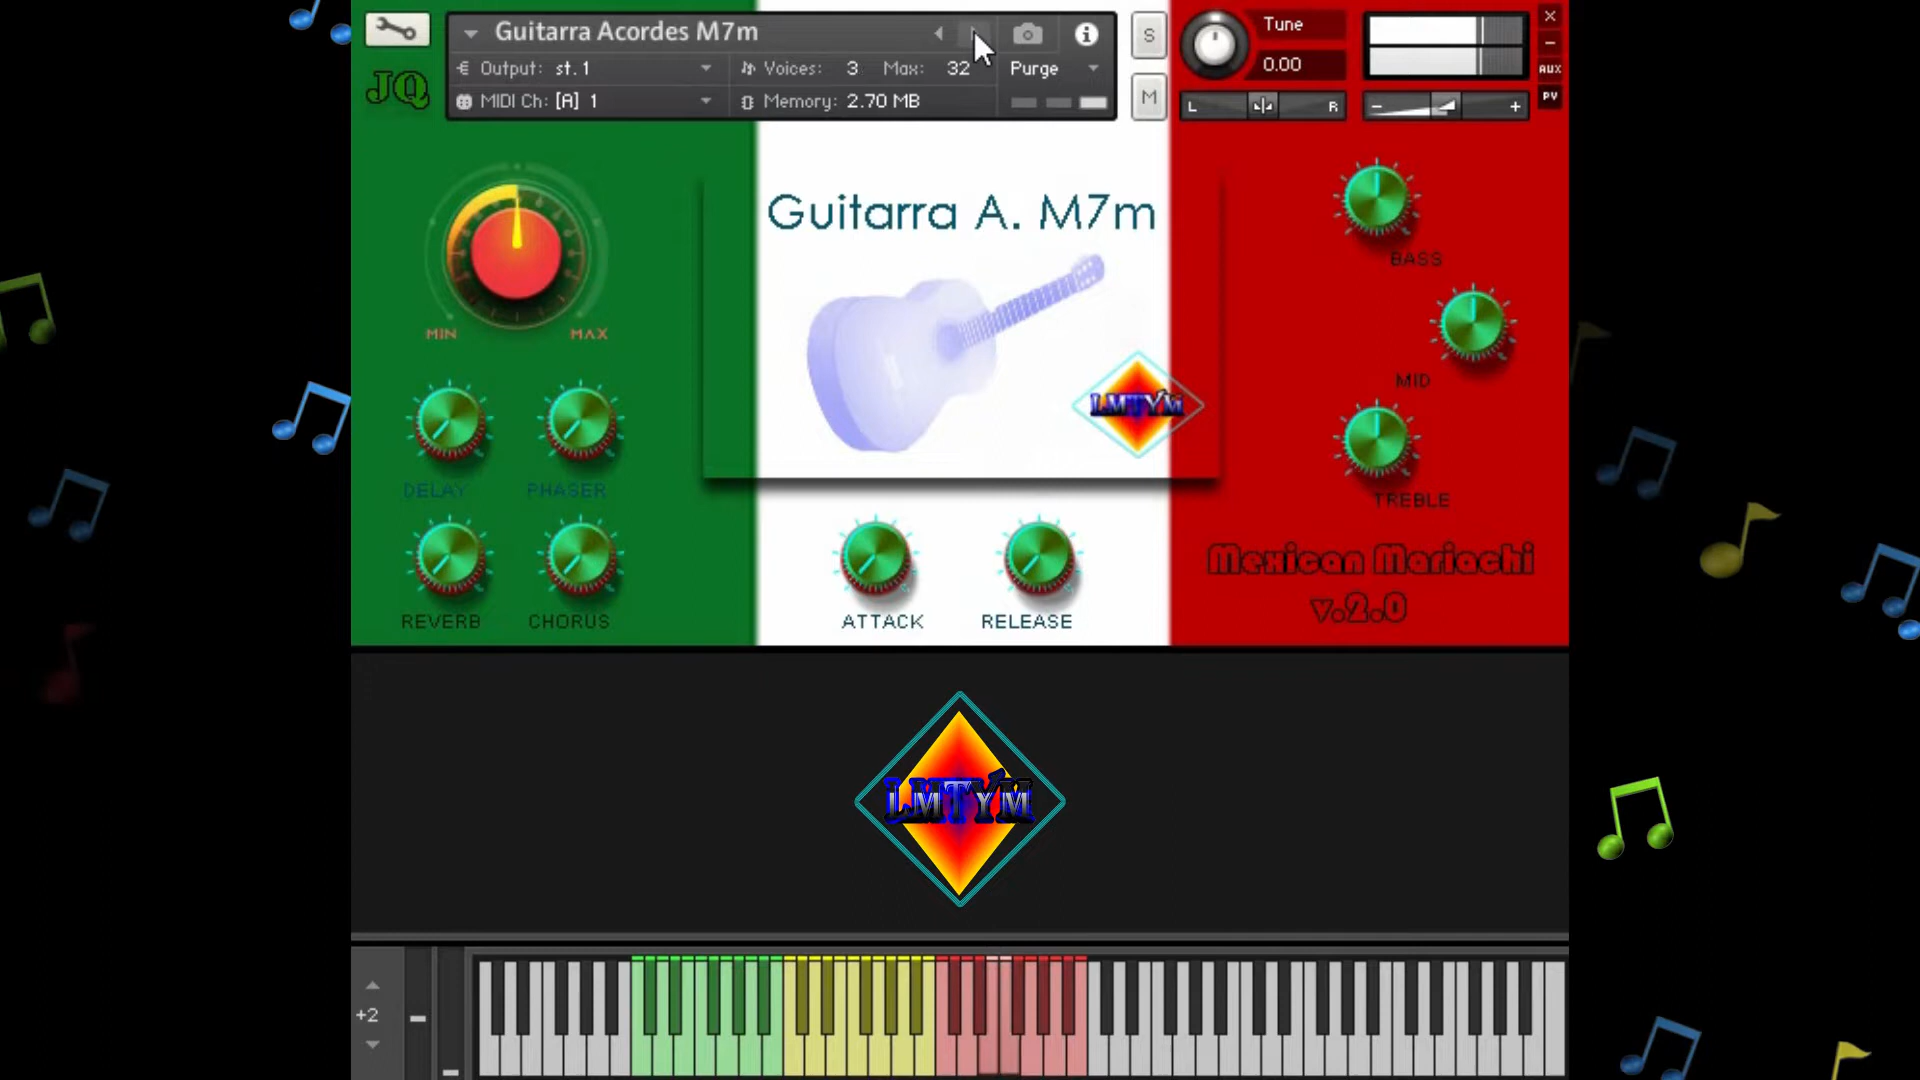 Guitarra Acordes M7m
Output: st.1
Voices: 3 Max: 32
Purge
MIDI Ch: [A] 1
Memory: 2.70 MB
S
M
Tune
0.00
L R
- +
X
-
AUX
PV
JQ
Guitarra A. M7m
LMTYM
MIN MAX
DELAY PHASER
REVERB CHORUS
ATTACK RELEASE
BASS
MID
TREBLE
Mexican Mariachi
v.2.0
LMTYM
+2